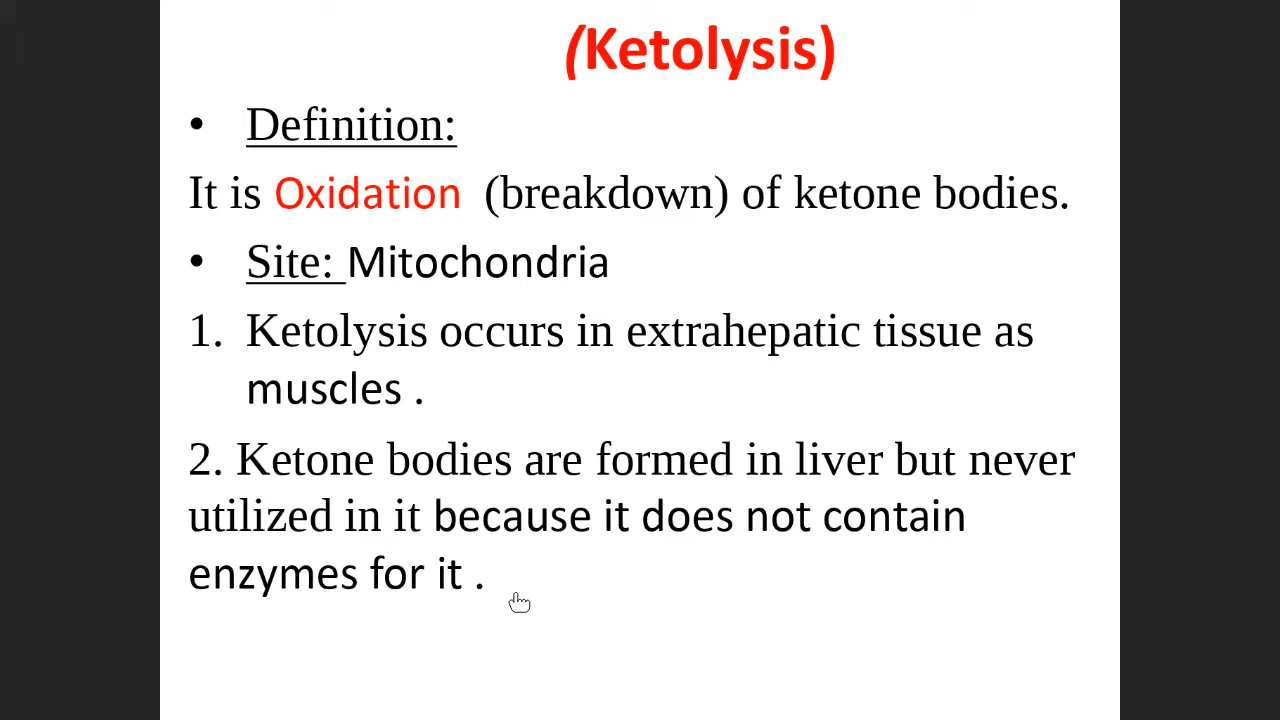 (Ketolysis)
• Definition:
It is Oxidation (breakdown) of ketone bodies.
• Site: Mitochondria
1. Ketolysis occurs in extrahepatic tissue as
muscles .
2. Ketone bodies are formed in liver but never
utilized in it because it does not contain
enzymes for it .